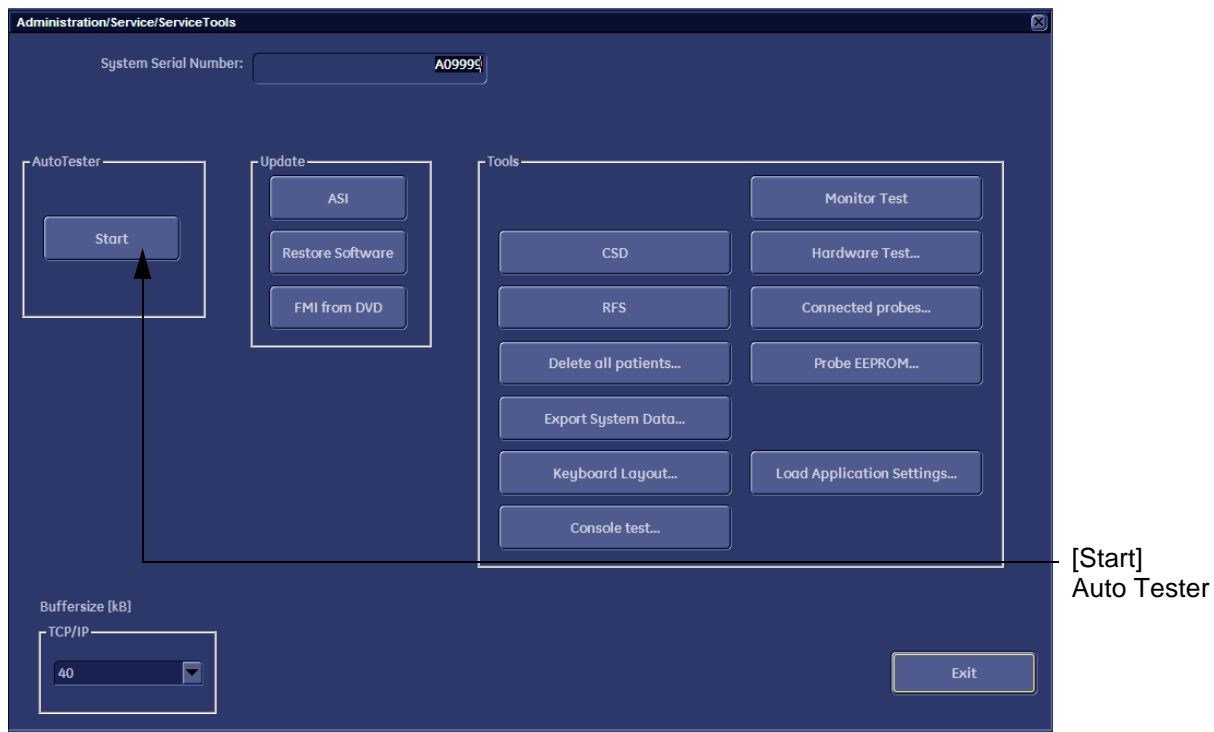 Administration/Service/ServiceTools
System Serial Number:
A09999
AutoTester
Start
Update
ASI
Restore Software
FMI from DVD
Tools
Monitor Test
CSD
Hardware Test...
RFS
Connected probes...
Delete all patients...
Probe EEPROM...
Export System Data...
Keyboard Layout...
Load Application Settings...
Console test...
[Start]
Auto Tester
Buffersize [kB]
TCP/IP
40
Exit